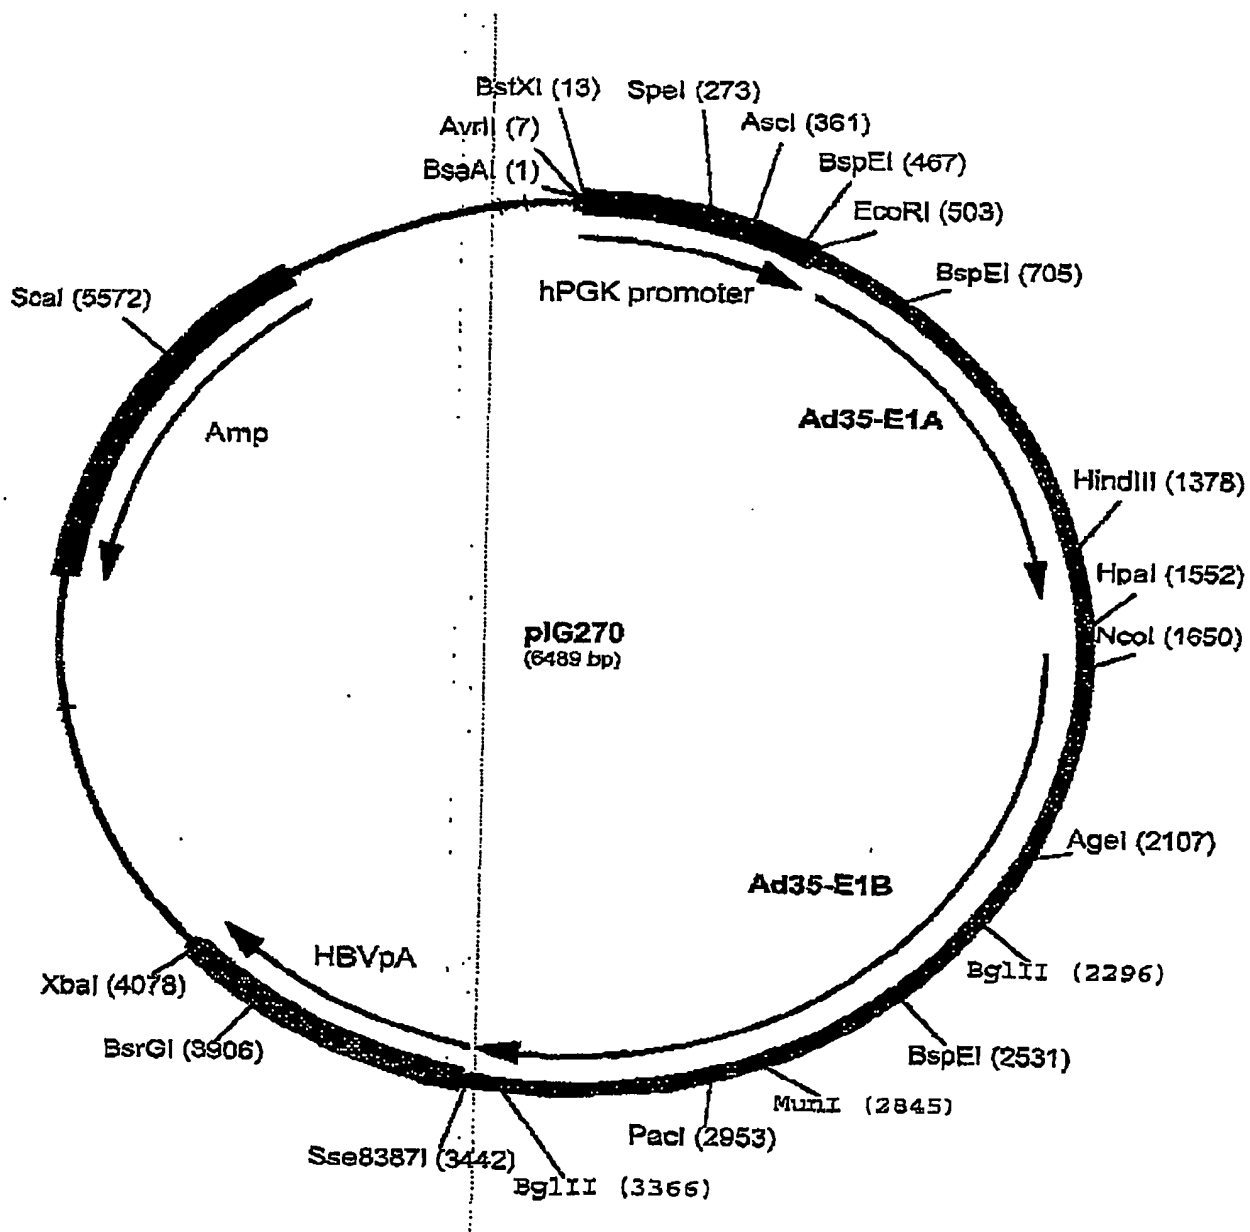 BstXI (13)
SpeI (273)
AvrII (7)
AscI (361)
BsaAI (1)
BspEI (467)
EcoRI (503)
BspEI (705)
ScaI (5572)
hPGK promoter
Ad35-E1A
Amp
HindIII (1378)
HpaI (1552)
pIG270
(6489 bp)
NcoI (1650)
AgeI (2107)
Ad35-E1B
HBVpA
BglII (2296)
XbaI (4078)
BsrGI (3906)
BspEI (2531)
MunI (2845)
PacI (2953)
Sse8387I (3442)
BglII (3366)